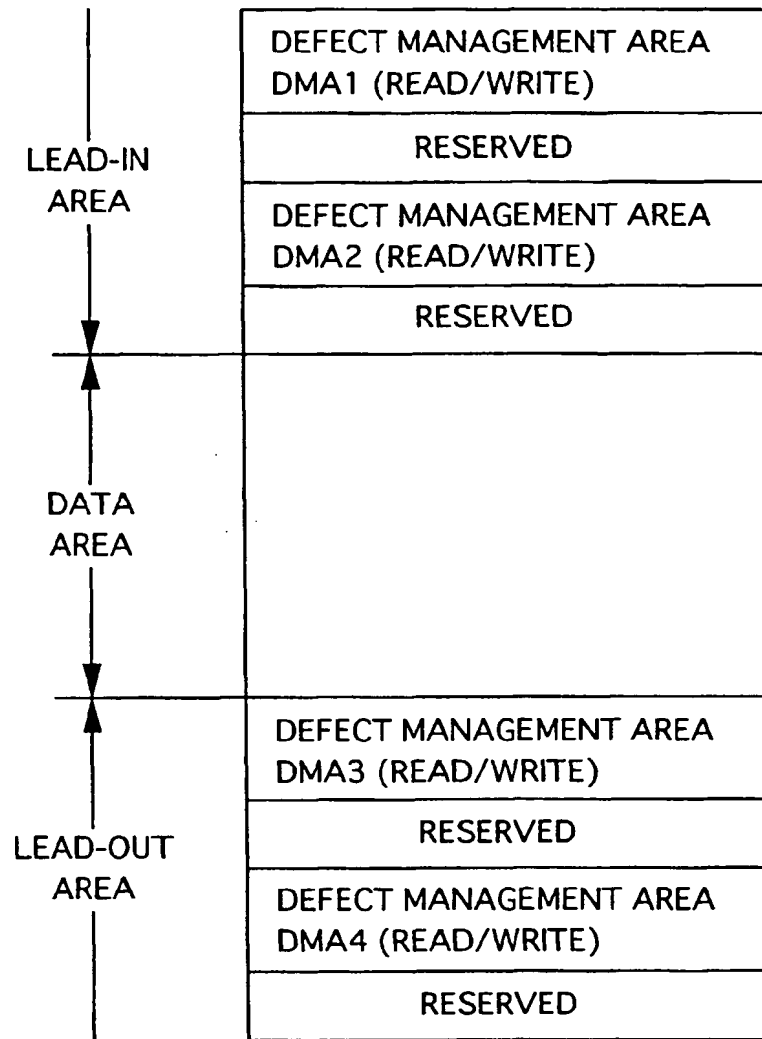 DEFECT MANAGEMENT AREA
DMA1 (READ/WRITE)
RESERVED
LEAD-IN
AREA
DEFECT MANAGEMENT AREA
DMA2 (READ/WRITE)
RESERVED
DATA
AREA
DEFECT MANAGEMENT AREA
DMA3 (READ/WRITE)
RESERVED
LEAD-OUT
AREA
DEFECT MANAGEMENT AREA
DMA4 (READ/WRITE)
RESERVED